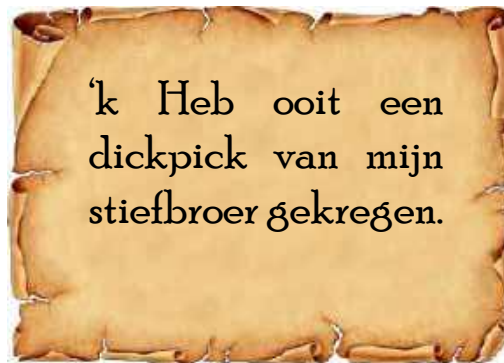 ‘k Heb ooit een
dickpick van mijn
stiefbroer gekregen.